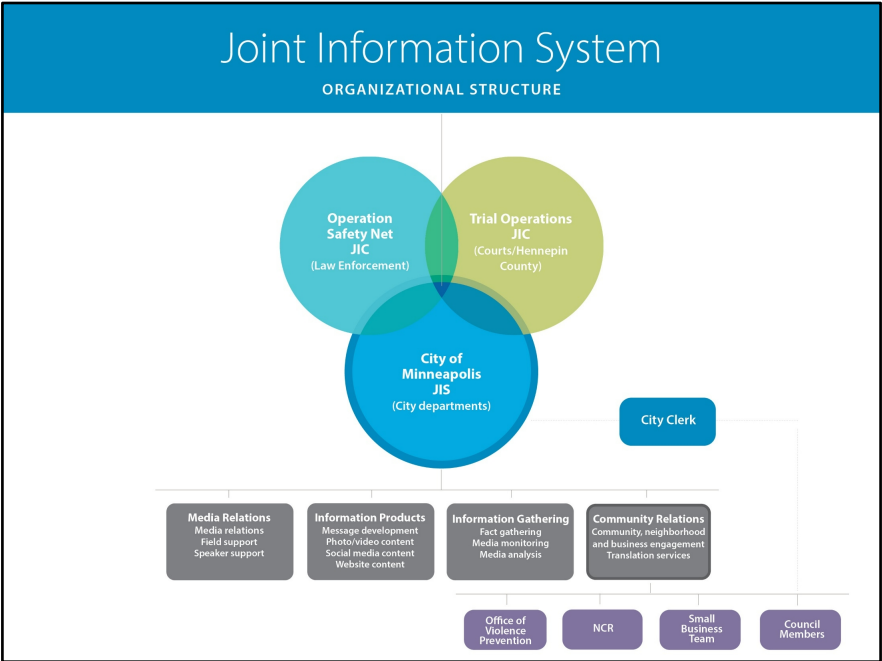 Joint Information System
ORGANIZATIONAL STRUCTURE
Operation
Safety Net
JIC
(Law Enforcement)
Trial Operations
JIC
(Courts/Hennepin
County)
City of
Minneapolis
JIS
(City departments)
City Clerk
Media Relations
Media relations
Field support
Speaker support
Information Products
Message development
Photo/video content
Social media content
Website content
Information Gathering
Fact gathering
Media monitoring
Media analysis
Community Relations
Community, neighborhood
and business engagement
Translation services
Office of
Violence
Prevention
NCR
Small
Business
Team
Council
Members